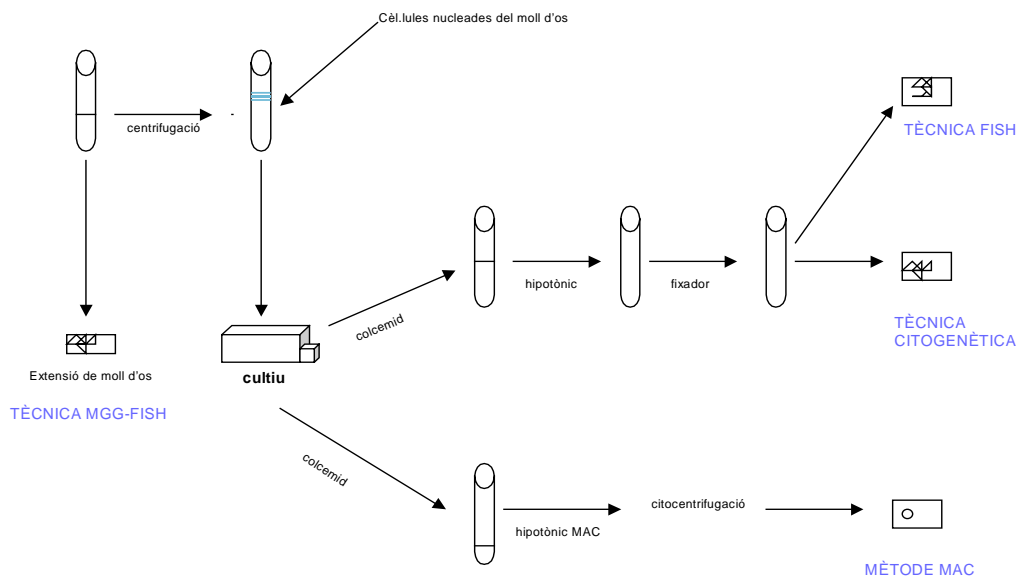 Cèl.lules nucleades del moll d'os
centrifugació
TÈCNICA FISH
hipotònic
fixador
colcemid
TÈCNICA
CITOGENÈTICA
Extensió de moll d'os
cultiu
TÈCNICA MGG-FISH
colcemid
citocentrifugació
hipotònic MAC
MÈTODE MAC